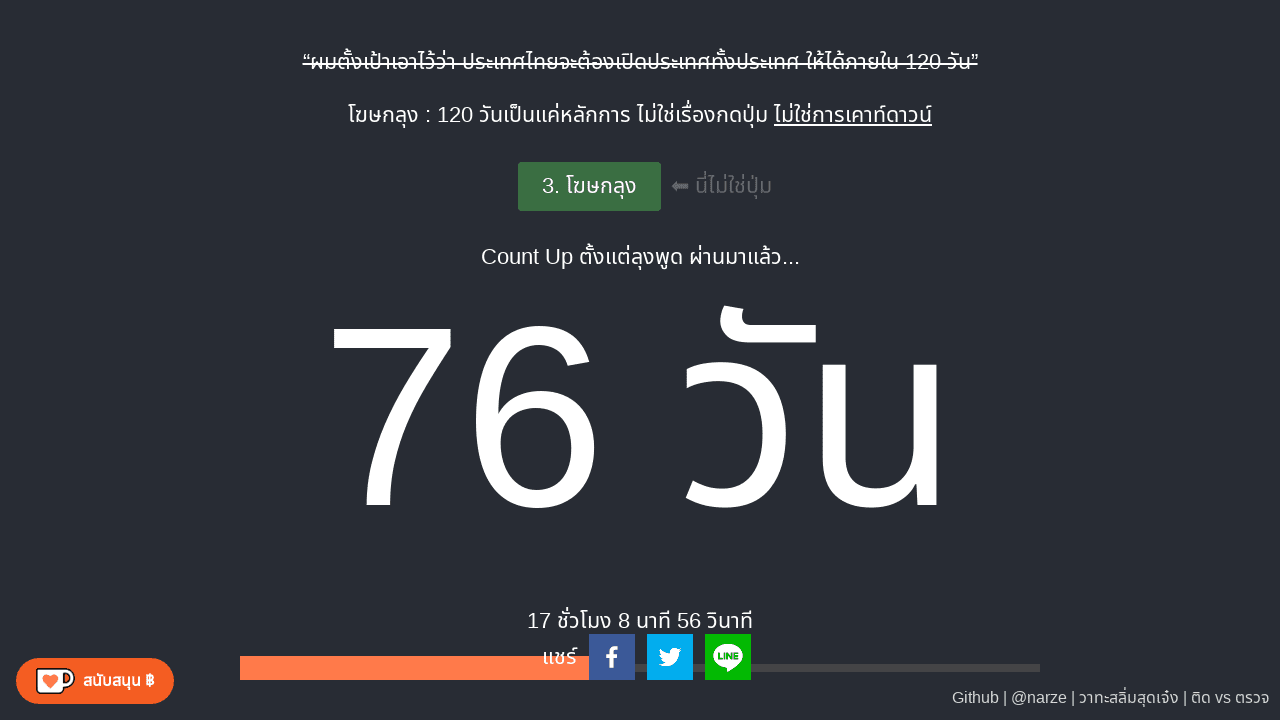 “ผมตั้งเป้าเอาไว้ว่า ประเทศไทยจะต้องเปิดประเทศทั้งประเทศ ให้ได้ภายใน 120 วัน”
โฆษกลุง : 120 วันเป็นแค่หลักการ ไม่ใช่เรื่องกดปุ่ม ไม่ใช่การเคาท์ดาวน์
3. โฆษกลุง ⬅ นี่ไม่ใช่ปุ่ม
Count Up ตั้งแต่ลุงพูด ผ่านมาแล้ว...
76 วัน
17 ชั่วโมง 8 นาที 56 วินาที
แชร์
LINE
สนับสนุน ฿
Github | @narze | วาทะสลิ่มสุดเจ๋ง | ติด vs ตรวจ